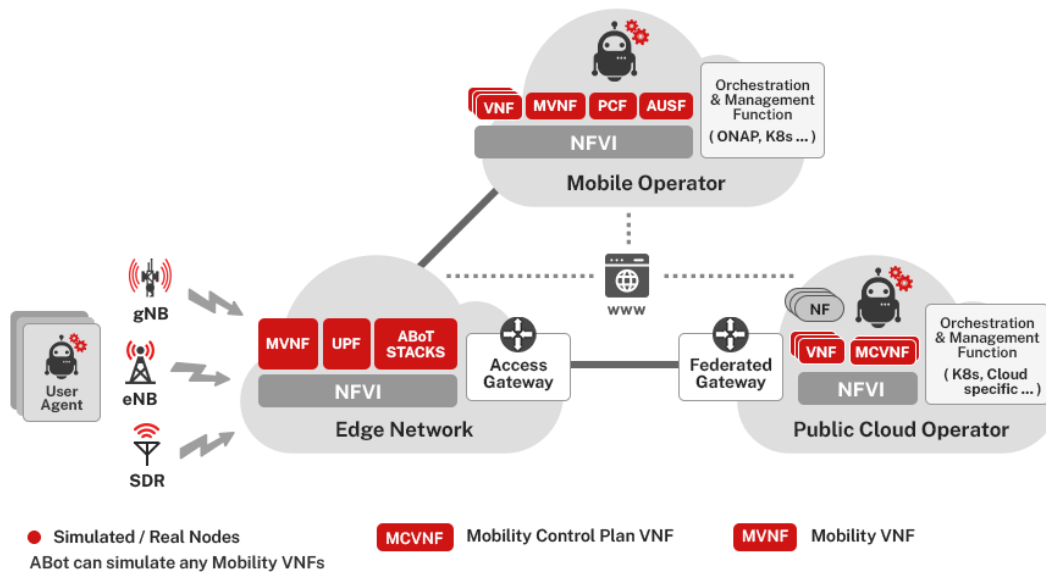 VNF
MVNF
PCF
AUSF
NFVI
Orchestration
& Management
Function
( ONAP, K8s ... )
Mobile Operator
gNB
eNB
SDR
User
Agent
MVNF
UPF
ABoT
STACKS
NFVI
Edge Network
Access
Gateway
www
Federated
Gateway
NF
VNF
MCVNF
NFVI
Orchestration
& Management
Function
( K8s, Cloud
specific ... )
Public Cloud Operator
Simulated / Real Nodes
ABot can simulate any Mobility VNFs
MCVNF
Mobility Control Plan VNF
MVNF
Mobility VNF